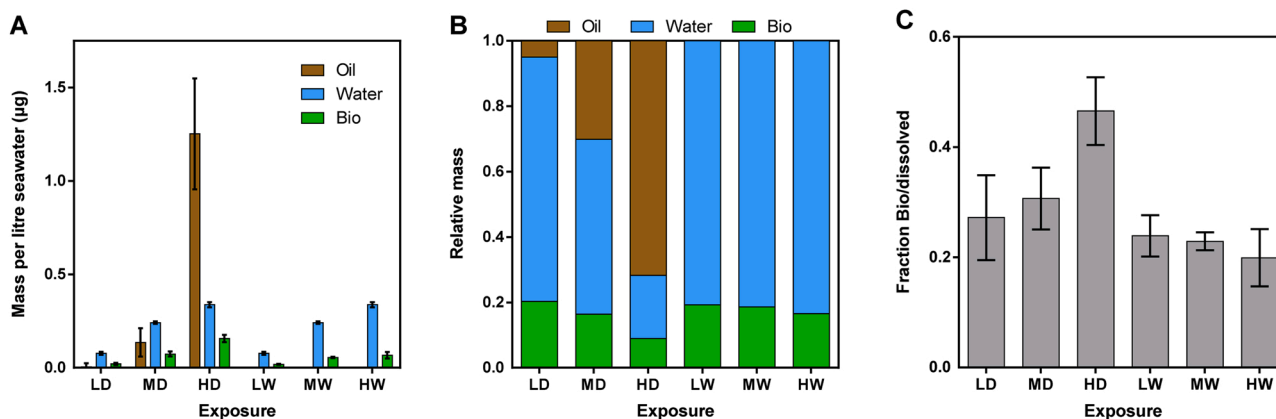 A
Mass per litre seawater (µg)
1.5
1.0
0.5
0.0
Oil
Water
Bio
LD MD HD LW MW HW
Exposure
B
Oil Water Bio
Relative mass
1.0
0.8
0.6
0.4
0.2
0.0
LD MD HD LW MW HW
Exposure
C
Fraction Bio/dissolved
0.6
0.4
0.2
0.0
LD MD HD LW MW HW
Exposure